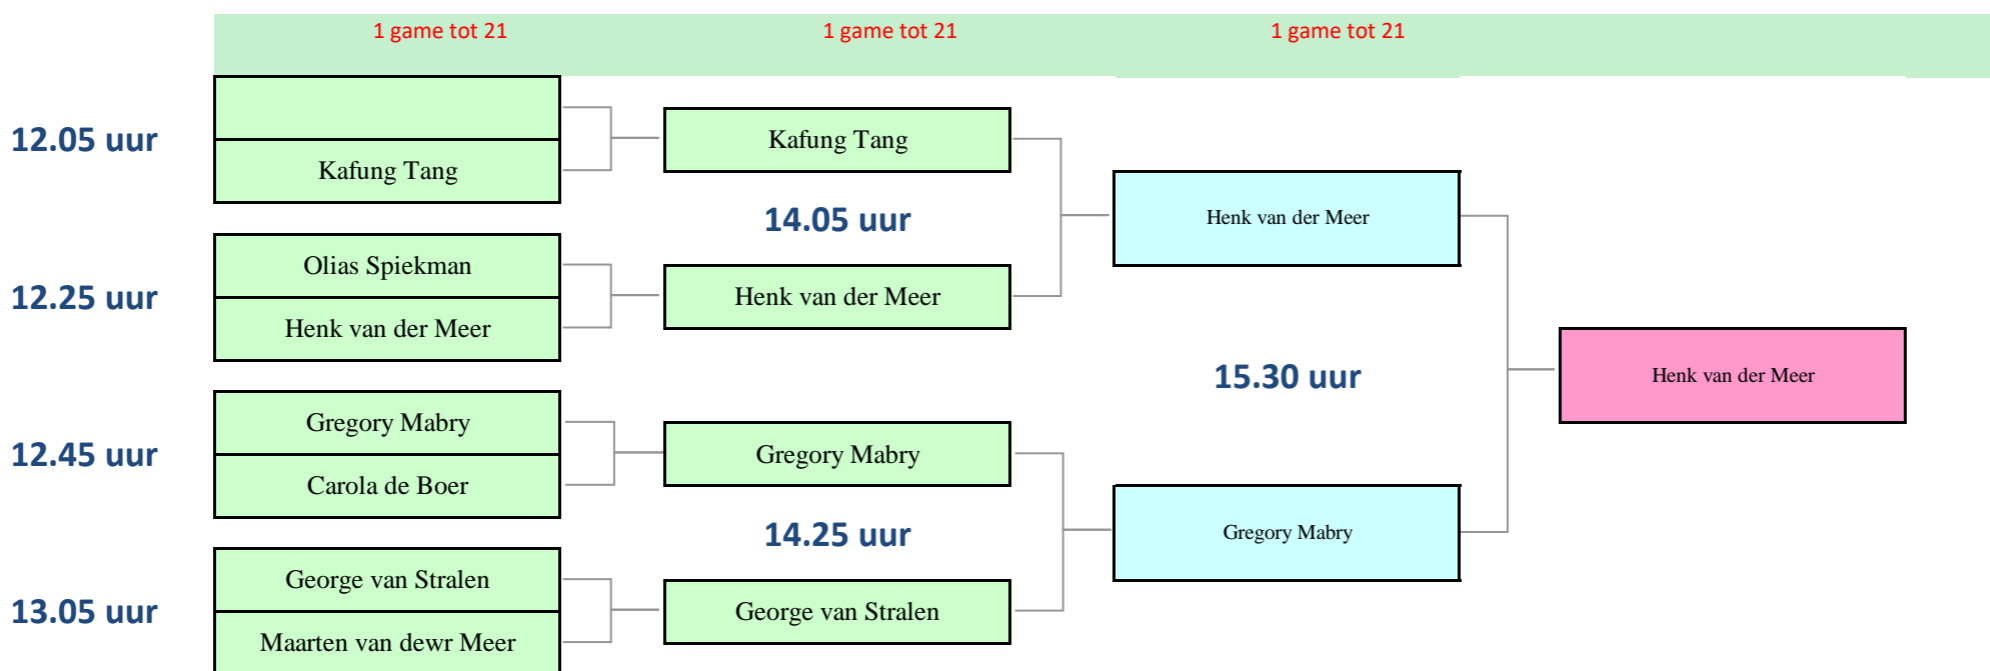 1 game tot 21 1 game tot 21 1 game tot 21
12.05 uur
Kafung Tang
Kafung Tang
14.05 uur
Henk van der Meer
12.25 uur
Olias Spiekman
Henk van der Meer
Henk van der Meer
15.30 uur
Henk van der Meer
12.45 uur
Gregory Mabry
Carola de Boer
Gregory Mabry
14.25 uur
Gregory Mabry
13.05 uur
George van Stralen
Maarten van dewr Meer
George van Stralen